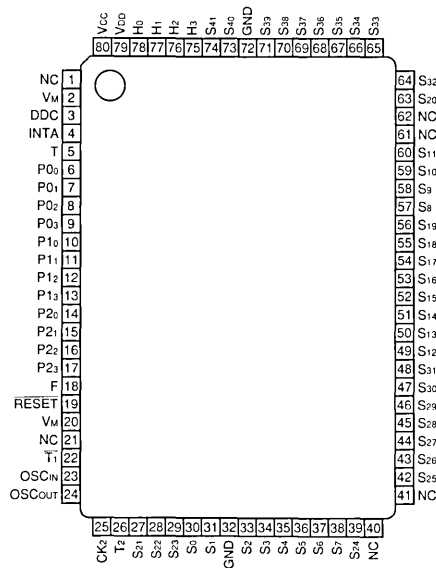 VCC VDD H0 H1 H2 H3 S41 S40 GND S39 S38 S37 S36 S35 S34 S33
80 79 78 77 76 75 74 73 72 71 70 69 68 67 66 65
NC 1
VM 2
DDC 3
INTA 4
T 5
P00 6
P01 7
P02 8
P03 9
P10 10
P11 11
P12 12
P13 13
P20 14
P21 15
P22 16
P23 17
F 18
RESET 19
VM 20
NC 21
T1 22
OSCIN 23
OSCOUT 24
64 S32
63 S20
62 NC
61 NC
60 S11
59 S10
58 S9
57 S8
56 S19
55 S18
54 S17
53 S16
52 S15
51 S14
50 S13
49 S12
48 S31
47 S30
46 S29
45 S28
44 S27
43 S26
42 S25
41 NC
25 26 27 28 29 30 31 32 33 34 35 36 37 38 39 40
CK2 T2 S21 S22 S23 S0 S1 GND S2 S3 S4 S5 S6 S7 S24 NC